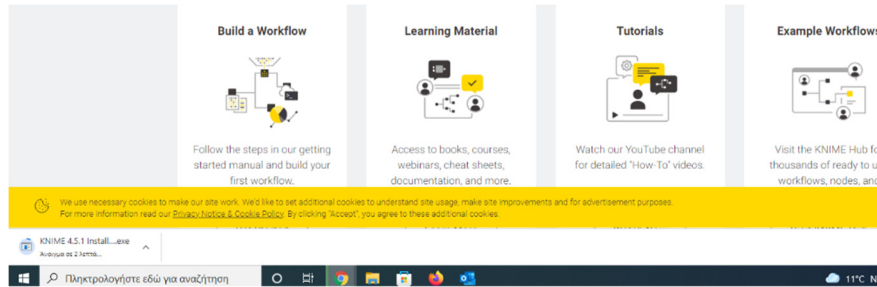 Build a Workflow
Learning Material
Tutorials
Example Workflows
Follow the steps in our getting
started manual and build your
first workflow.
Access to books, courses,
webinars, cheat sheets,
documentation, and more.
Watch our YouTube channel
for detailed "How-To" videos.
Visit the KNIME Hub fo
thousands of ready to u
workflows, nodes, and
We use necessary cookies to make our site work. We'd like to set additional cookies to understand site usage, make site improvements and for advertisement purposes.
For more information read our Privacy Notice & Cookie Policy. By clicking "Accept", you agree to these additional cookies.
KNIME 4.5.1 Install....exe
Άνοιγμα σε 2 λεπτά...
Πληκτρολογήστε εδώ για αναζήτηση
11°C N